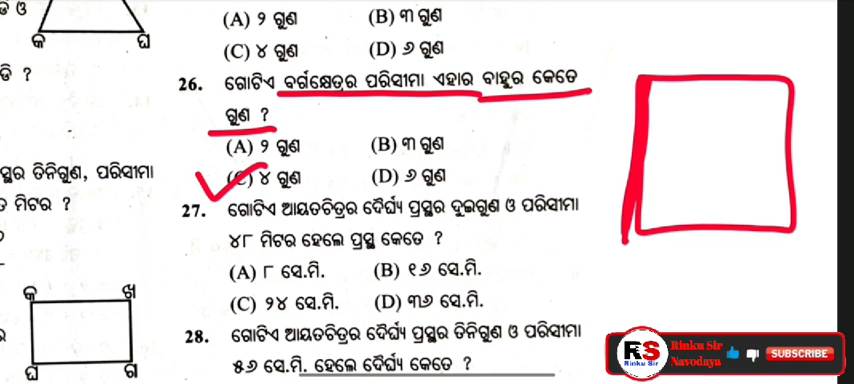 ଡି ଓ
କ ଘ
ଡି ?
ସ୍ଥର ତିନିଗୁଣ, ପରିସୀମା
ତ ମିଟର ?
କ ଖ
ଘ ଗ
(A) ୨ ଗୁଣ (B) ୩ ଗୁଣ
(C) ୪ ଗୁଣ (D) ୬ ଗୁଣ
26. ଗୋଟିଏ ବର୍ଗକ୍ଷେତ୍ରର ପରିସୀମା ଏହାର ବାହୁର କେତେ
ଗୁଣ ?
(A) ୨ ଗୁଣ (B) ୩ ଗୁଣ
(C) ୪ ଗୁଣ (D) ୬ ଗୁଣ
27. ଗୋଟିଏ ଆୟତଚିତ୍ରର ଦୈର୍ଘ୍ୟ ପ୍ରସ୍ଥର ଦୁଇଗୁଣ ଓ ପରିସୀମା
୪୮ ମିଟର ହେଲେ ପ୍ରସ୍ଥ କେତେ ?
(A) ୮ ସେ.ମି. (B) ୧୬ ସେ.ମି.
(C) ୨୪ ସେ.ମି. (D) ୩୬ ସେ.ମି.
28. ଗୋଟିଏ ଆୟତଚିତ୍ରର ଦୈର୍ଘ୍ୟ ପ୍ରସ୍ଥର ତିନିଗୁଣ ଓ ପରିସୀମା
୫୬ ସେ.ମି. ହେଲେ ଦୈର୍ଘ୍ୟ କେତେ ?
RS
Rinku Sir
Rinku Sir
Navodaya
SUBSCRIBE